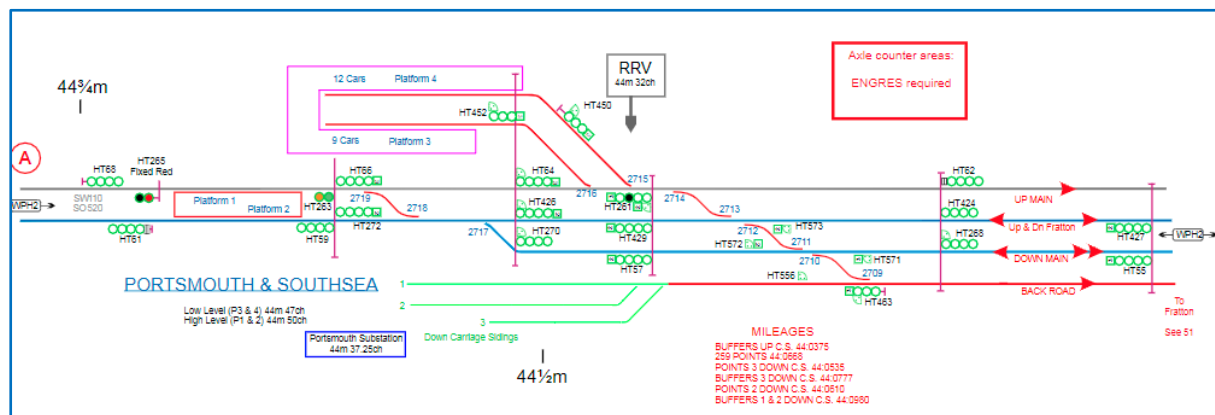 12 Cars Platform 4
RRV
44m 32ch
Axle counter areas:
ENGRES required
44¾m
HT452
HT450
9 Cars Platform 3
A
HT68
HT265
Fixed Red
HT66
HT64
2716
2715
HT62
SW110
SO520
WPH2
Platform 1
Platform 2
HT263
2719
2718
HT426
HT261
2714
2713
HT424
UP MAIN
HT61
HT59
HT272
2717
HT270
HT429
2712
HT573
HT572
2711
HT268
Up & Dn Fratton
HT427
WPH2
HT57
2710
HT571
DOWN MAIN
HT55
PORTSMOUTH & SOUTHSEA
1
HT556
2709
HT463
BACK ROAD
2
Low Level (P3 & 4) 44m 47ch
High Level (P1 & 2) 44m 50ch
3
To
Fratton
See 51
Portsmouth Substation
44m 37.25ch
Down Carriage Sidings
44½m
MILEAGES
BUFFERS UP C.S. 44:0375
259 POINTS 44:0668
POINTS 3 DOWN C.S. 44:0535
BUFFERS 3 DOWN C.S. 44:0777
POINTS 2 DOWN C.S. 44:0610
BUFFERS 1 & 2 DOWN C.S. 44:0980